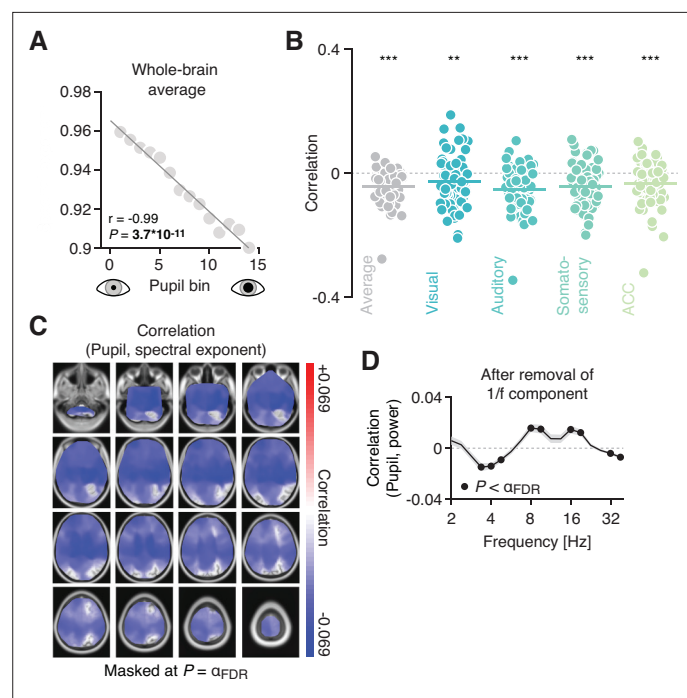 A
Whole-brain
average
0.98
0.96
0.94
0.92
0.9
r = -0.99
P = 3.7*10-11
0
5
10
15
Pupil bin
B
0.4
0
-0.4
Correlation
***
**
***
***
***
Average
Visual
Auditory
Somato-
sensory
ACC
C
Correlation
(Pupil, spectral exponent)
+0.069
Correlation
-0.069
Masked at P = αFDR
D
After removal of
1/f component
0.04
0
-0.04
Correlation
(Pupil, power)
P < αFDR
2
4
8
16
32
Frequency [Hz]